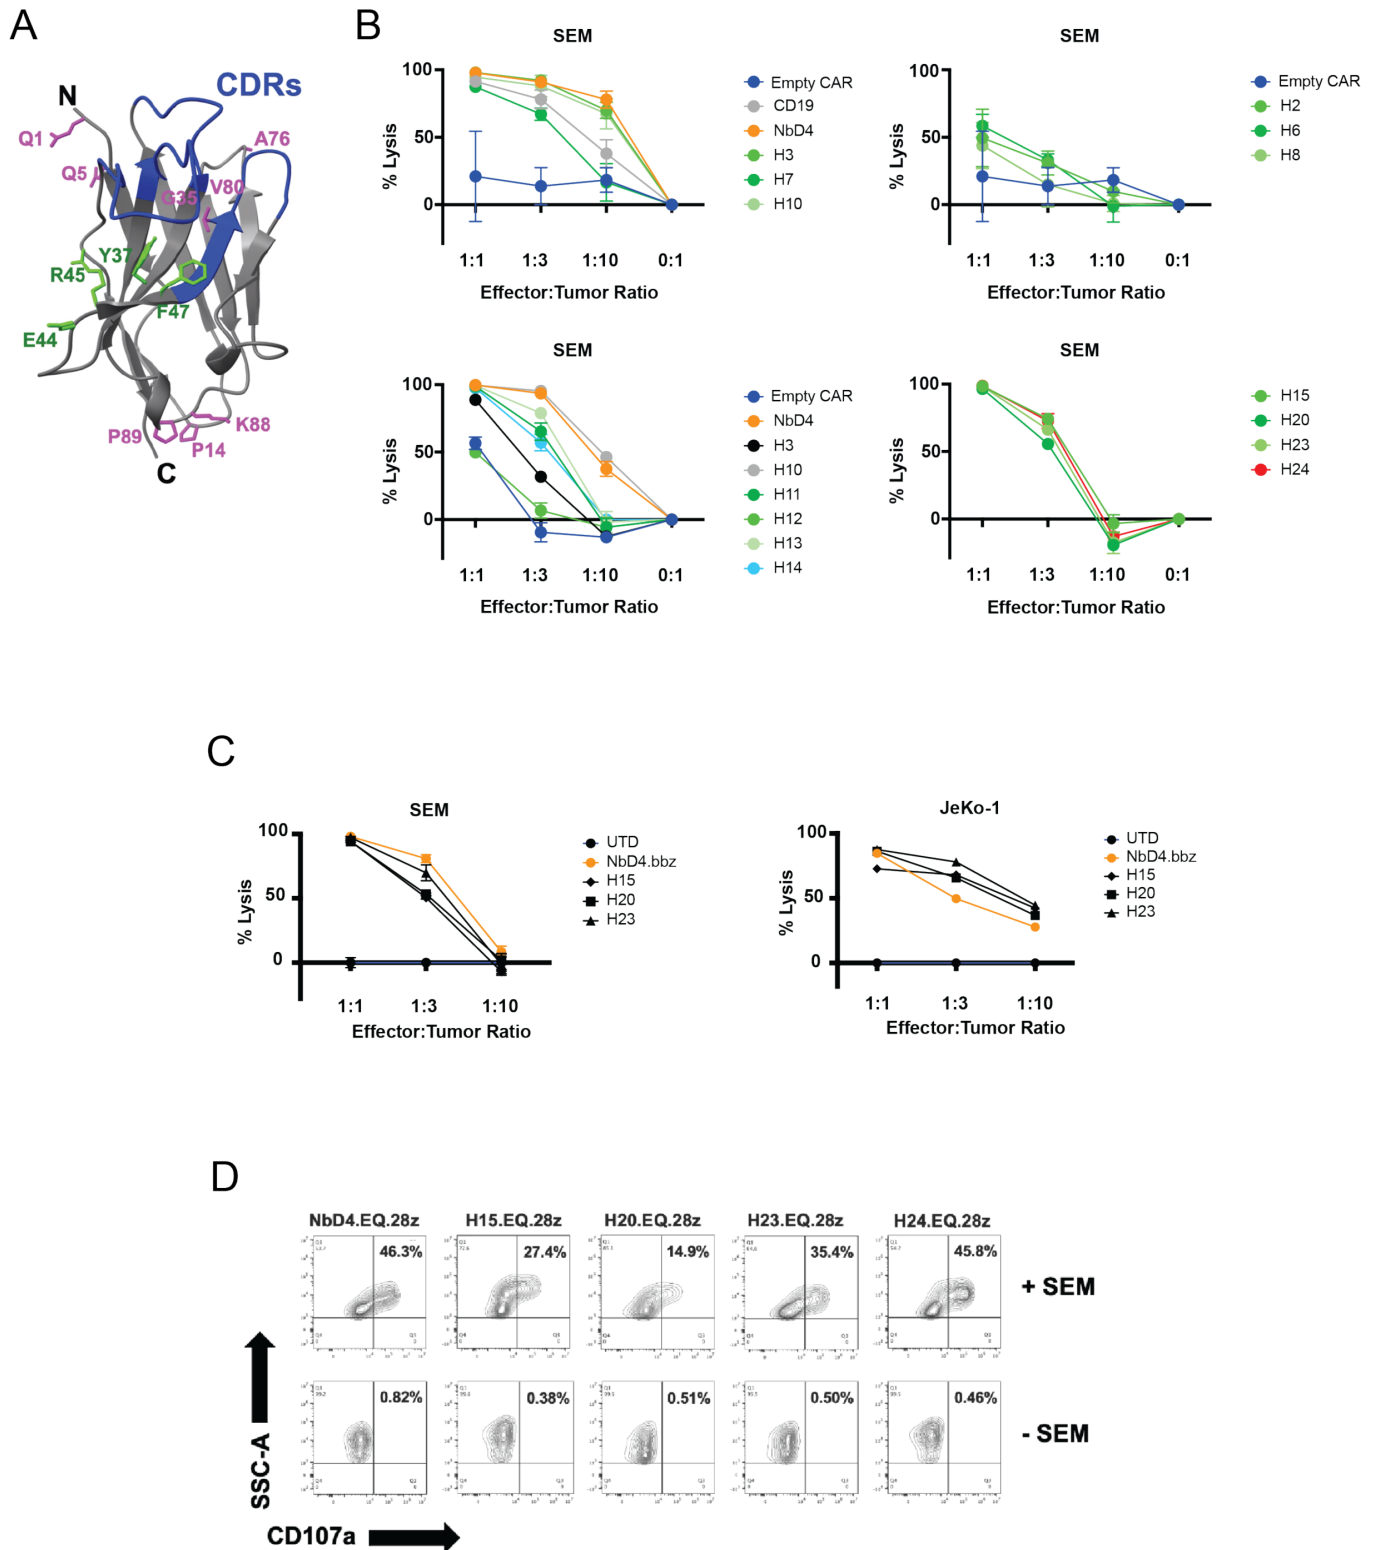 A
N
CDRs
Q1
A76
Q5
V80
G35
Y37
R45
F47
E44
K88
P89
P14
C
B
SEM
100
50
0
% Lysis
1:1 1:3 1:10 0:1
Effector:Tumor Ratio
Empty CAR
CD19
NbD4
H3
H7
H10
SEM
100
50
0
% Lysis
1:1 1:3 1:10 0:1
Effector:Tumor Ratio
Empty CAR
H2
H6
H8
SEM
100
50
0
% Lysis
1:1 1:3 1:10 0:1
Effector:Tumor Ratio
Empty CAR
NbD4
H3
H10
H11
H12
H13
H14
SEM
100
50
0
% Lysis
1:1 1:3 1:10 0:1
Effector:Tumor Ratio
H15
H20
H23
H24
C
SEM
100
50
0
% Lysis
1:1 1:3 1:10
Effector:Tumor Ratio
UTD
NbD4.bbz
H15
H20
H23
JeKo-1
100
50
0
% Lysis
1:1 1:3 1:10
Effector:Tumor Ratio
UTD
NbD4.bbz
H15
H20
H23
D
NbD4.EQ.28z H15.EQ.28z H20.EQ.28z H23.EQ.28z H24.EQ.28z
46.3% 27.4% 14.9% 35.4% 45.8%
+ SEM
0.82% 0.38% 0.51% 0.50% 0.46%
- SEM
SSC-A
CD107a